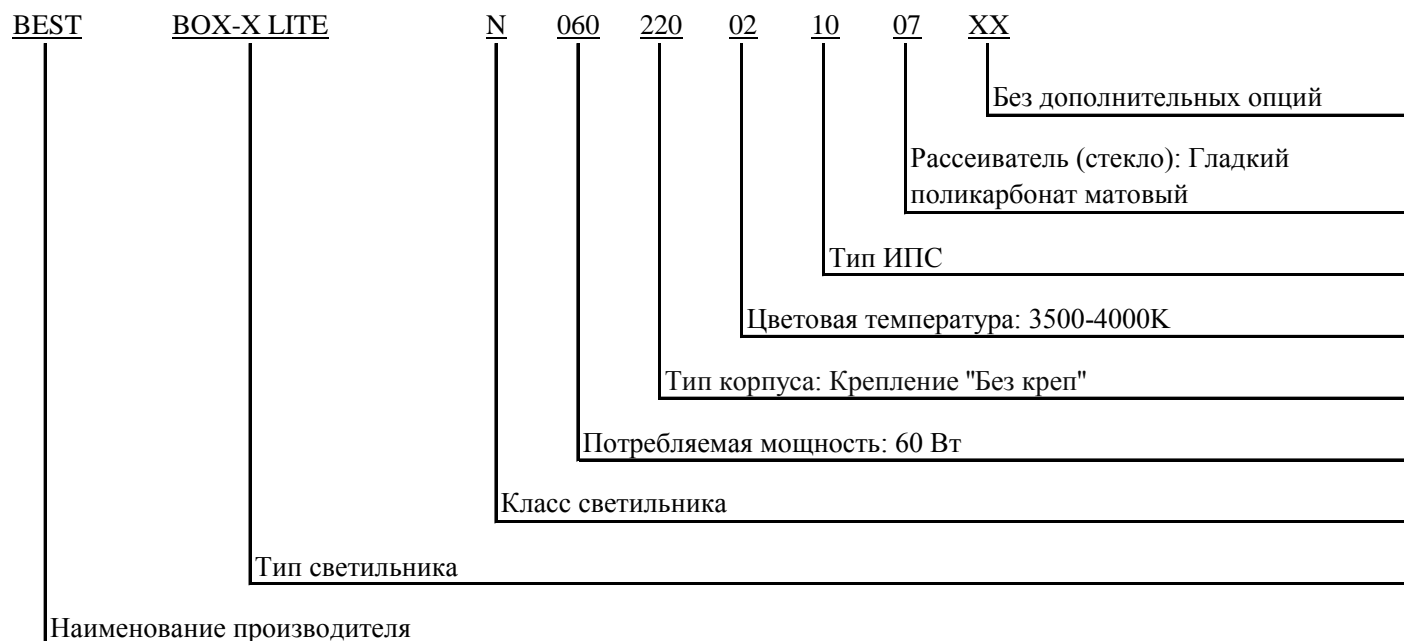 BEST BOX-X LITE N 060 220 02 10 07 XX
Без дополнительных опций
Рассеиватель (стекло): Гладкий
поликарбонат матовый
Тип ИПС
Цветовая температура: 3500-4000K
Тип корпуса: Крепление "Без креп"
Потребляемая мощность: 60 Вт
Класс светильника
Тип светильника
Наименование производителя